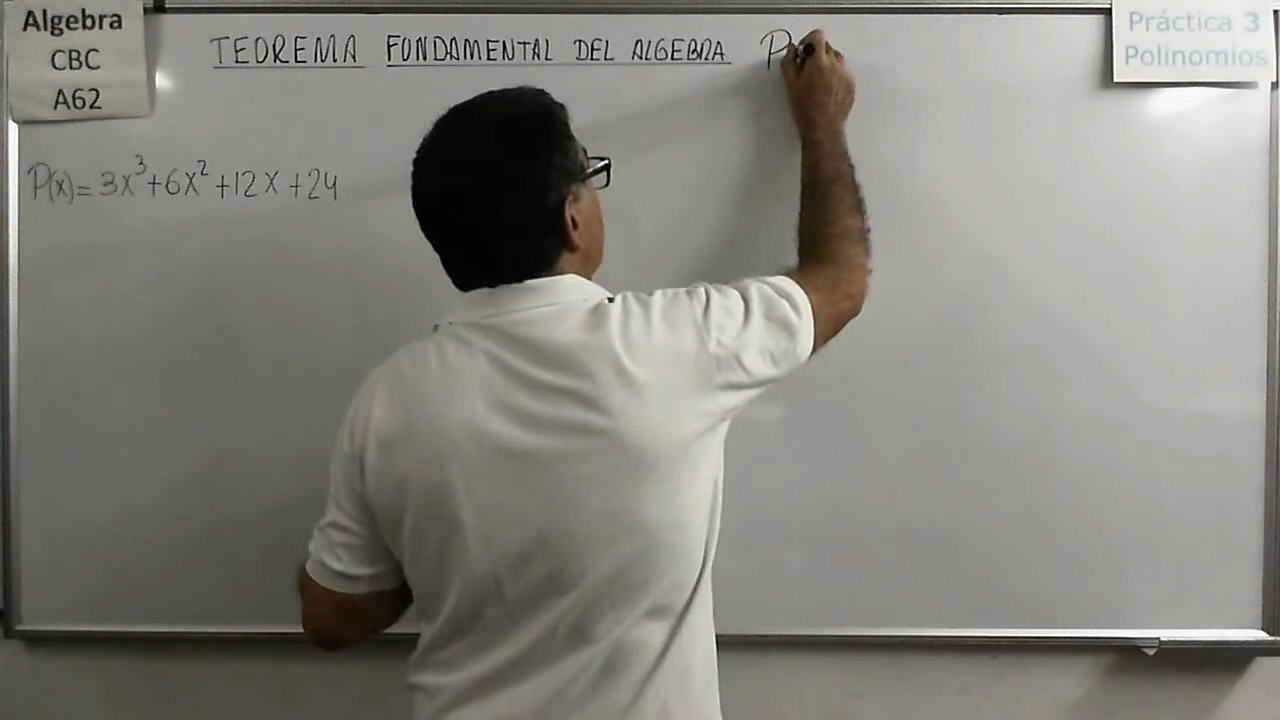 Algebra
CBC
A62
TEOREMA FUNDAMENTAL DEL ALGEBRA P
Práctica 3
Polinomios
P(x)=3x³+6x²+12x+24